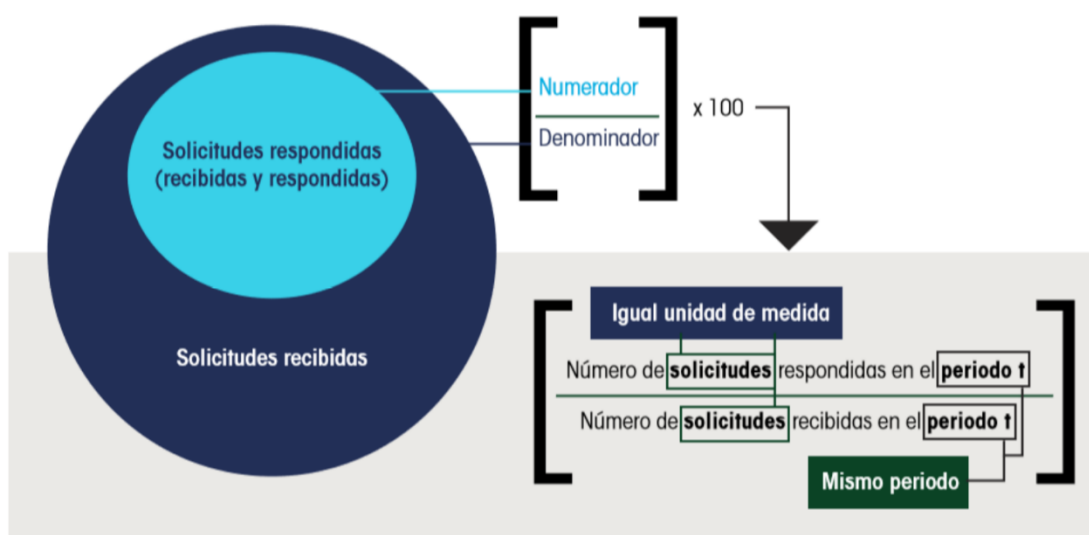 Solicitudes respondidas
(recibidas y respondidas)
Solicitudes recibidas
Numerador
Denominador
x 100
Igual unidad de medida
Número de solicitudes respondidas en el periodo t
Número de solicitudes recibidas en el periodo t
Mismo periodo